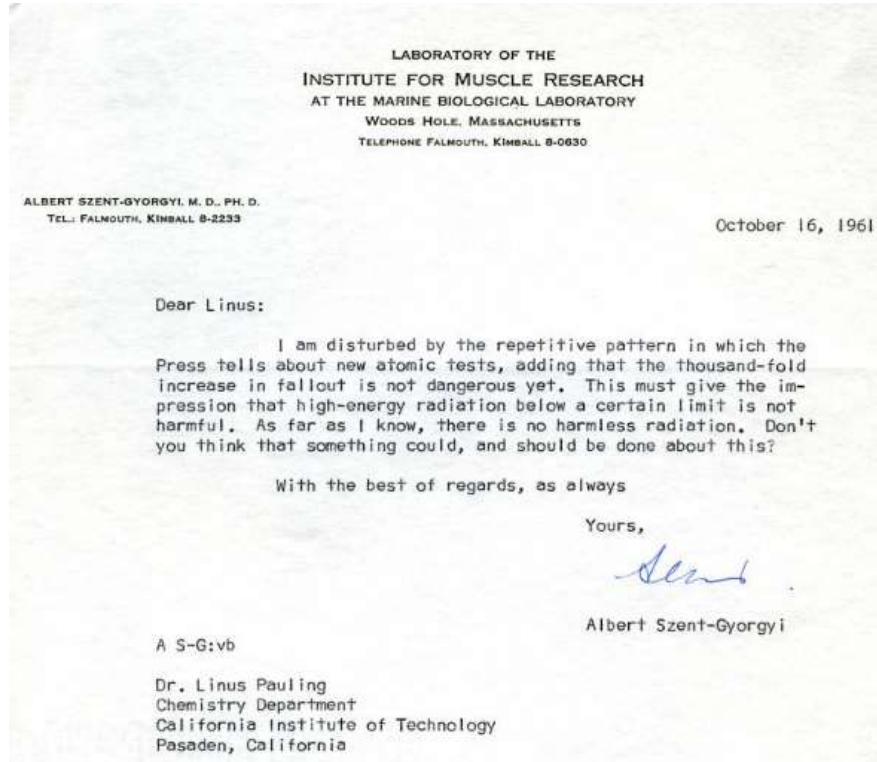 LABORATORY OF THE
INSTITUTE FOR MUSCLE RESEARCH
AT THE MARINE BIOLOGICAL LABORATORY
WOODS HOLE, MASSACHUSETTS
TELEPHONE FALMOUTH, KIMBALL 8-0630
ALBERT SZENT-GYORGYI, M. D., PH. D.
TEL.: FALMOUTH, KIMBALL 8-2233
October 16, 1961
Dear Linus:
I am disturbed by the repetitive pattern in which the
Press tells about new atomic tests, adding that the thousand-fold
increase in fallout is not dangerous yet. This must give the im-
pression that high-energy radiation below a certain limit is not
harmful. As far as I know, there is no harmless radiation. Don't
you think that something could, and should be done about this?
With the best of regards, as always
Yours,
Albert Szent-Gyorgyi
A S-G:vb
Dr. Linus Pauling
Chemistry Department
California Institute of Technology
Pasaden, California